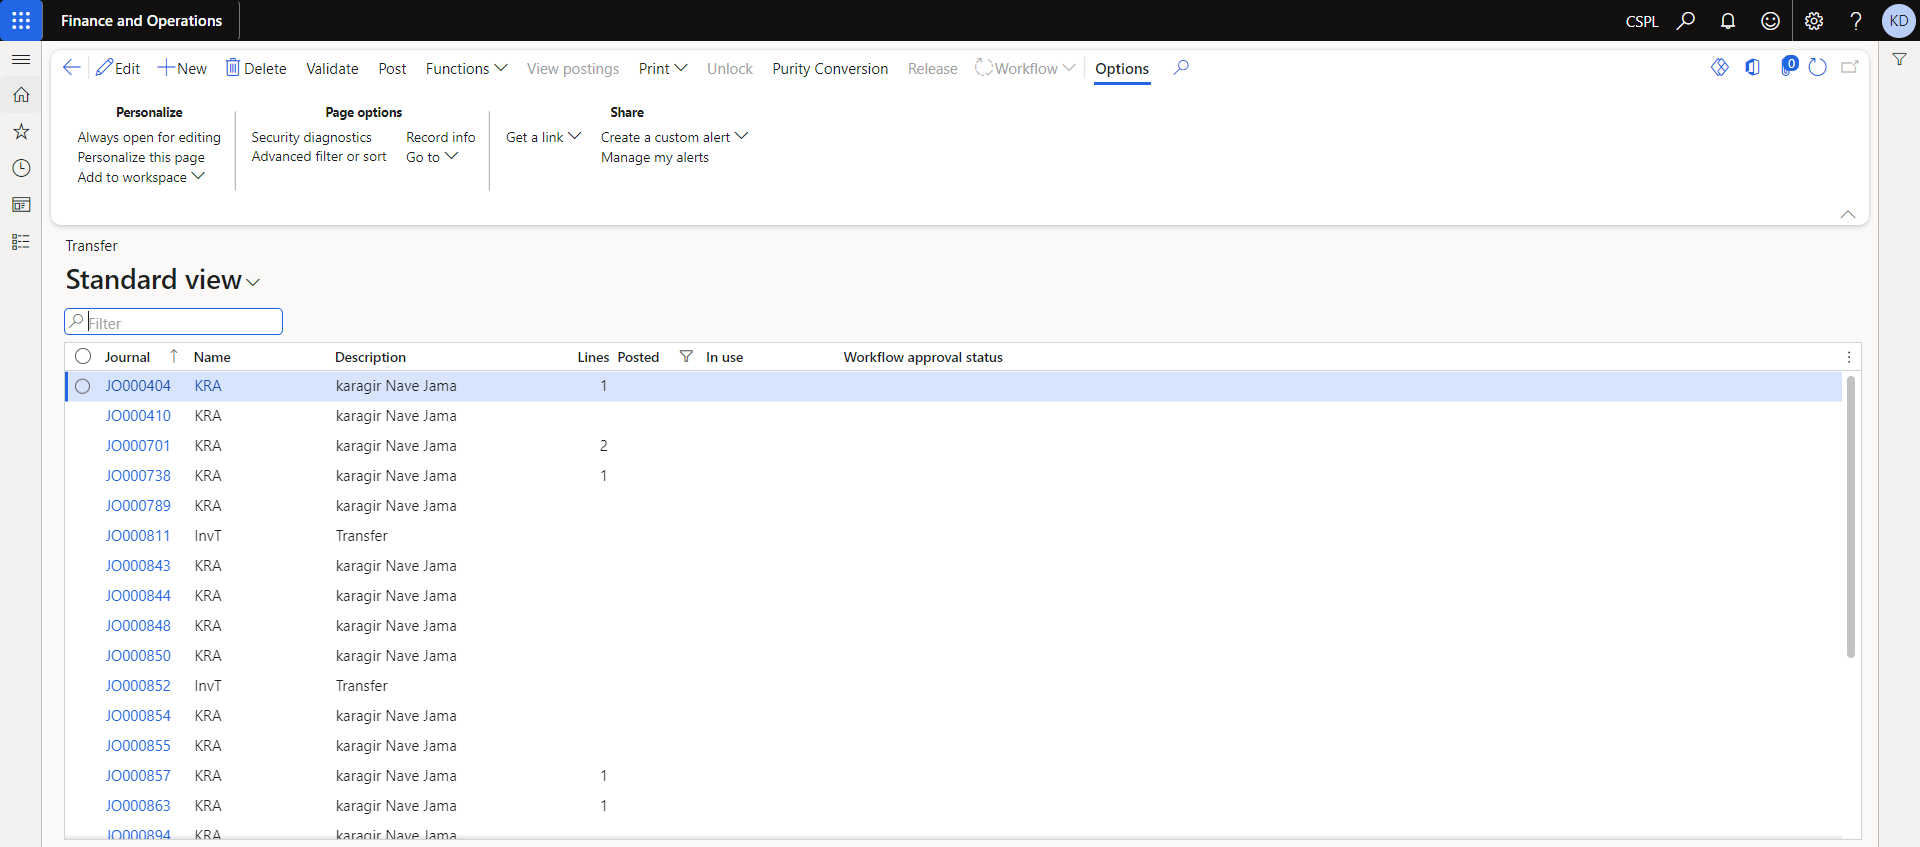 Finance and Operations
CSPL
KD
Edit New Delete Validate Post Functions View postings Print Unlock Purity Conversion Release Workflow Options
0
Personalize
Always open for editing
Personalize this page
Add to workspace
Page options
Security diagnostics Record info
Advanced filter or sort Go to
Get a link
Share
Create a custom alert
Manage my alerts
Transfer
Standard view
Filter
Journal Name Description Lines Posted In use Workflow approval status
JO000404 KRA karagir Nave Jama 1
JO000410 KRA karagir Nave Jama
JO000701 KRA karagir Nave Jama 2
JO000738 KRA karagir Nave Jama 1
JO000789 KRA karagir Nave Jama
JO000811 InvT Transfer
JO000843 KRA karagir Nave Jama
JO000844 KRA karagir Nave Jama
JO000848 KRA karagir Nave Jama
JO000850 KRA karagir Nave Jama
JO000852 InvT Transfer
JO000854 KRA karagir Nave Jama
JO000855 KRA karagir Nave Jama
JO000857 KRA karagir Nave Jama 1
JO000863 KRA karagir Nave Jama 1
JO000894 KRA karagir Nave Jama